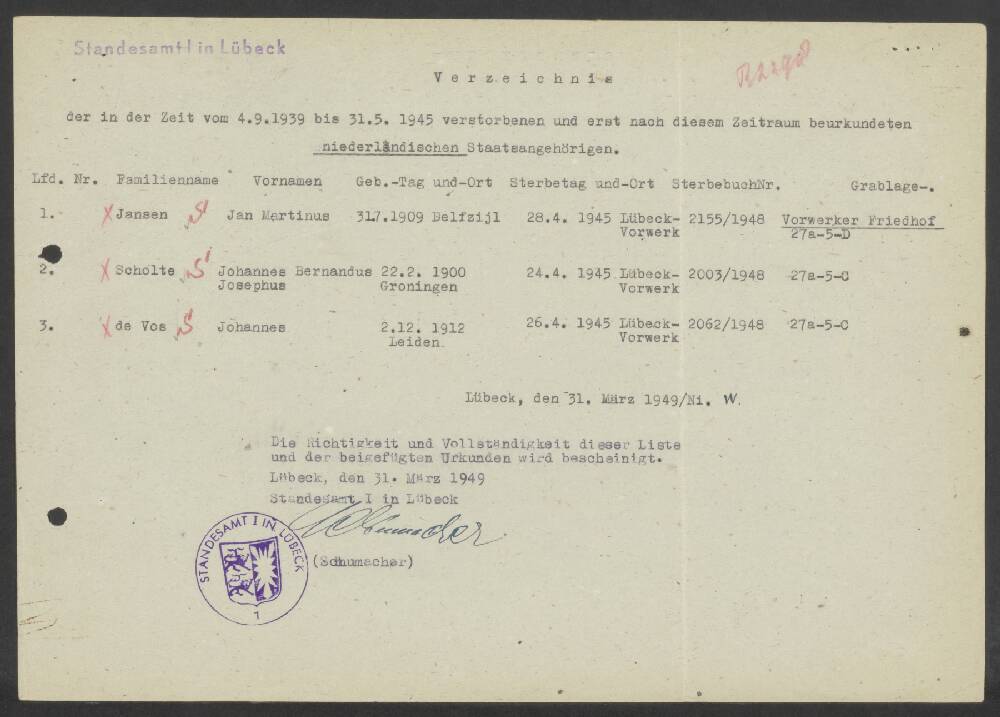 Standesamt I in Lübeck
Verzeichnis
der in der Zeit vom 4.9.1939 bis 31.5. 1945 verstorbenen und erst nach diesem Zeitraum beurkundeten
niederländischen Staatsangehörigen.
Lfd. Nr. Familienname Vornamen Geb.-Tag und-Ort Sterbetag und-Ort SterbebuchNr. Grablage-.
1. Jansen Jan Martinus 31.7.1909 Delfzijl 28.4. 1945 Lübeck- 2155/1948 Vorwerker Friedhof
Vorwerk 27a-5-D
2. Scholte Johannes Bernandus 22.2. 1900 24.4. 1945 Lübeck- 2003/1948 27a-5-C
Josephus Groningen Vorwerk
3. de Vos Johannes 2.12. 1912 26.4. 1945 Lübeck- 2062/1948 27a-5-C
Leiden Vorwerk
Lübeck, den 31. März 1949/Ni. W.
Die Richtigkeit und Vollständigkeit dieser Liste
und der beigefügten Urkunden wird bescheinigt.
Lübeck, den 31. März 1949
Standesamt I in Lübeck
Schumacher
(Schumacher)
STANDESAMT I IN LÜBECK
1